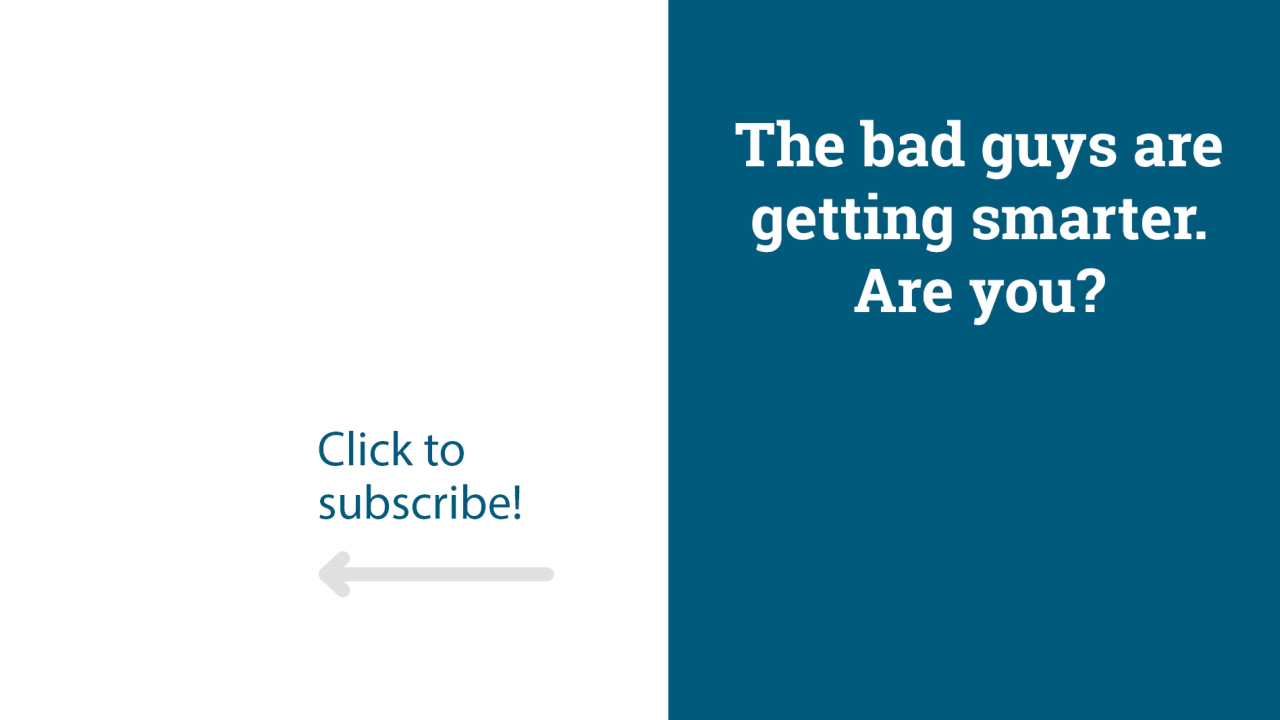 The bad guys are
getting smarter.
Are you?
Click to
subscribe!